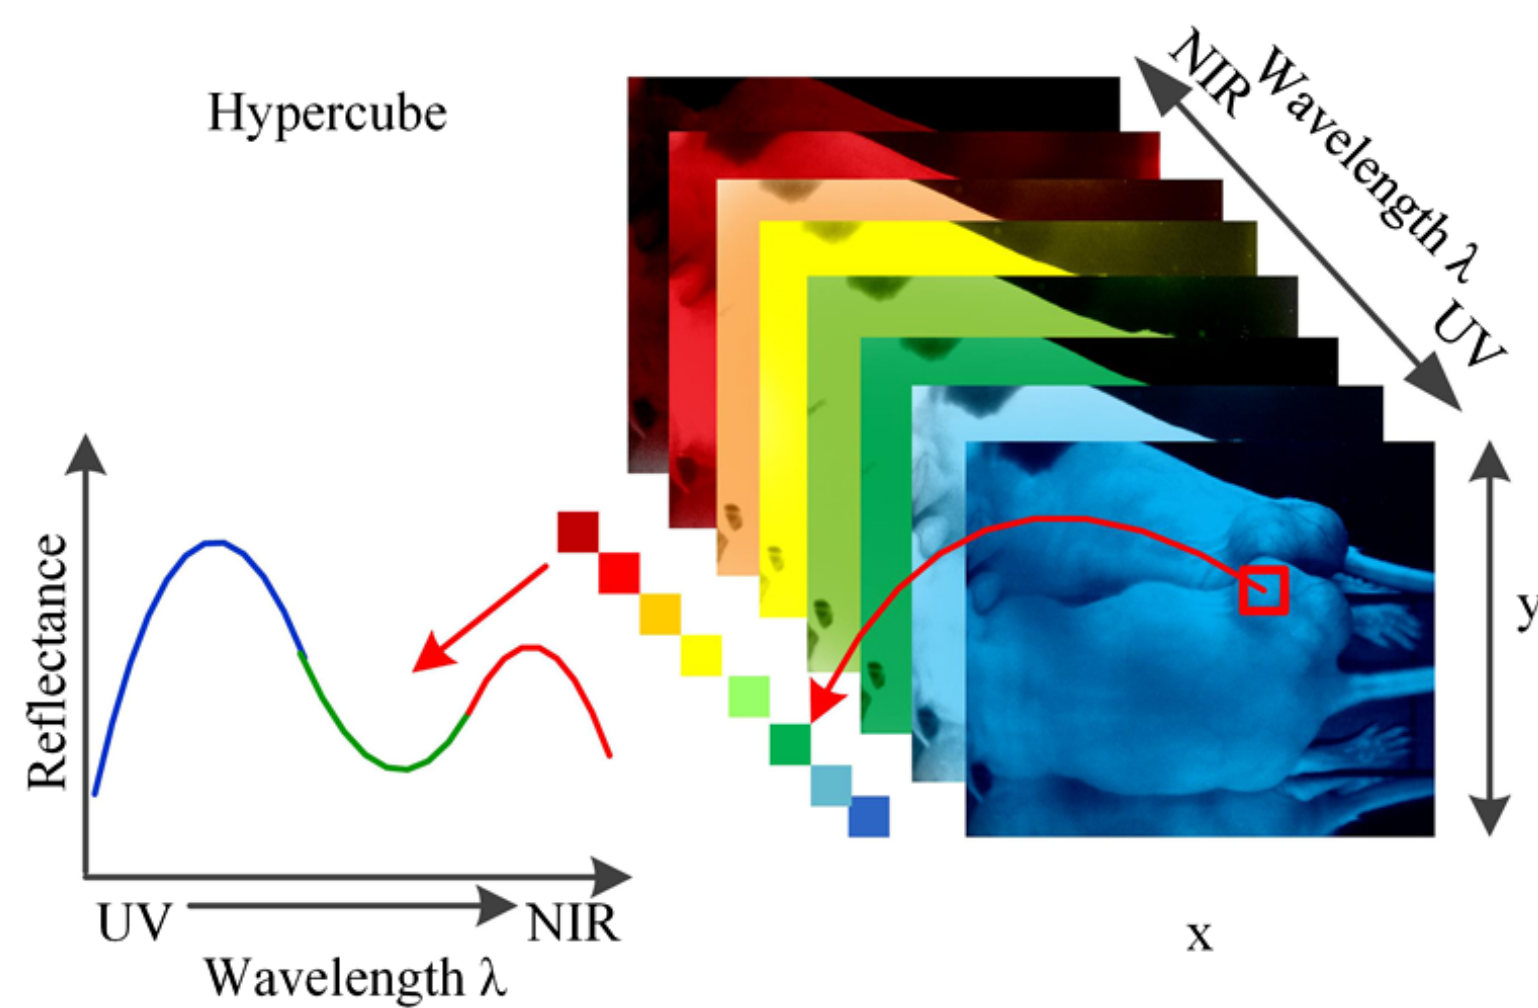 Hypercube
NIR
Wavelength λ
UV
Reflectance
y
UV
NIR
Wavelength λ
x